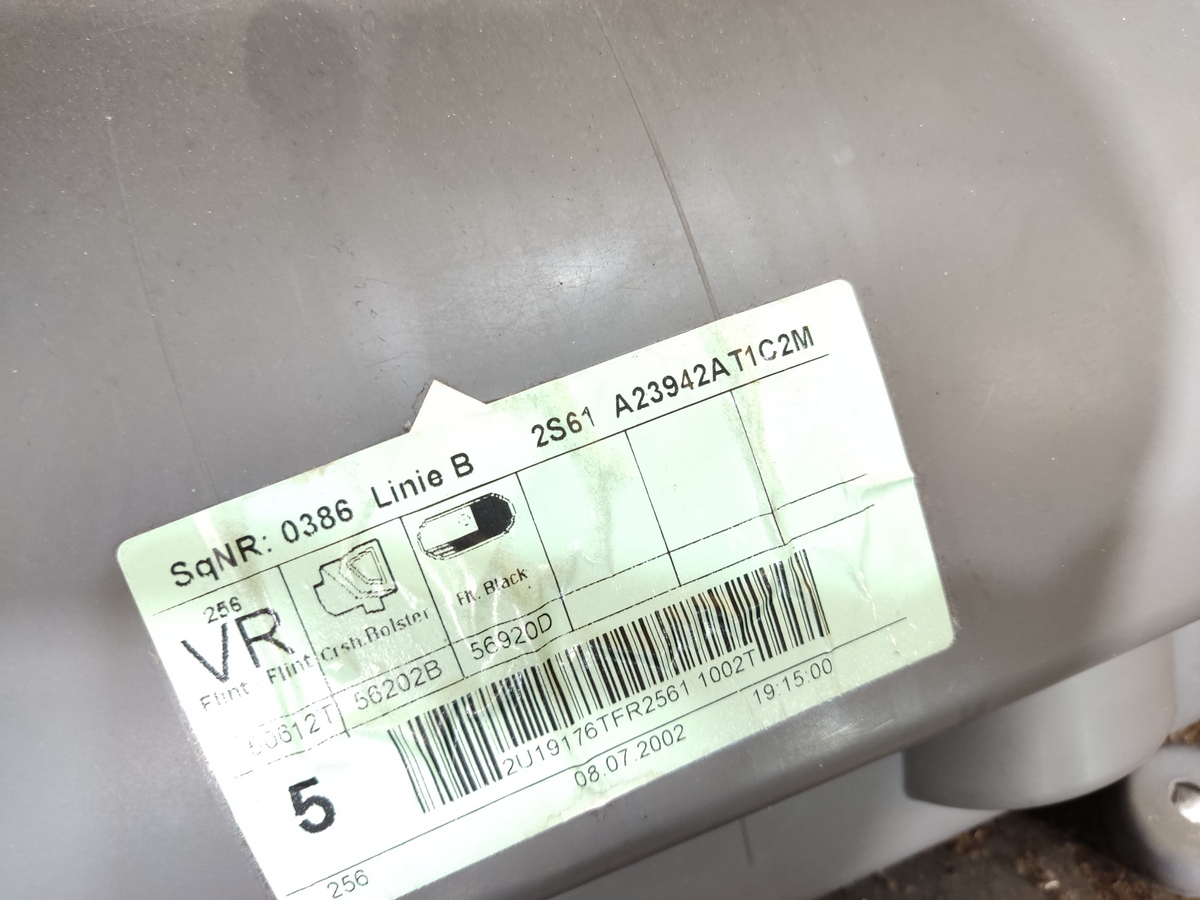 SqNR: 0386 Linie B 2S61 A23942AT1C2M
256
VR
Flint Flint Crsh.Bolster Flt. Black
56202B 56920D
2U19176TFR2561 1002T
5 08.07.2002 19:15:00
256